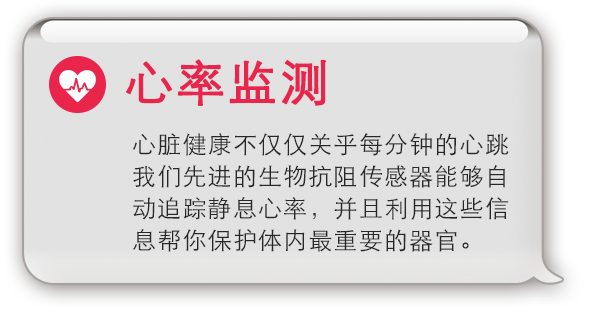 心率监测
心脏健康不仅仅关乎每分钟的心跳
我们先进的生物抗阻传感器能够自
动追踪静息心率，并且利用这些信
息帮你保护体内最重要的器官。